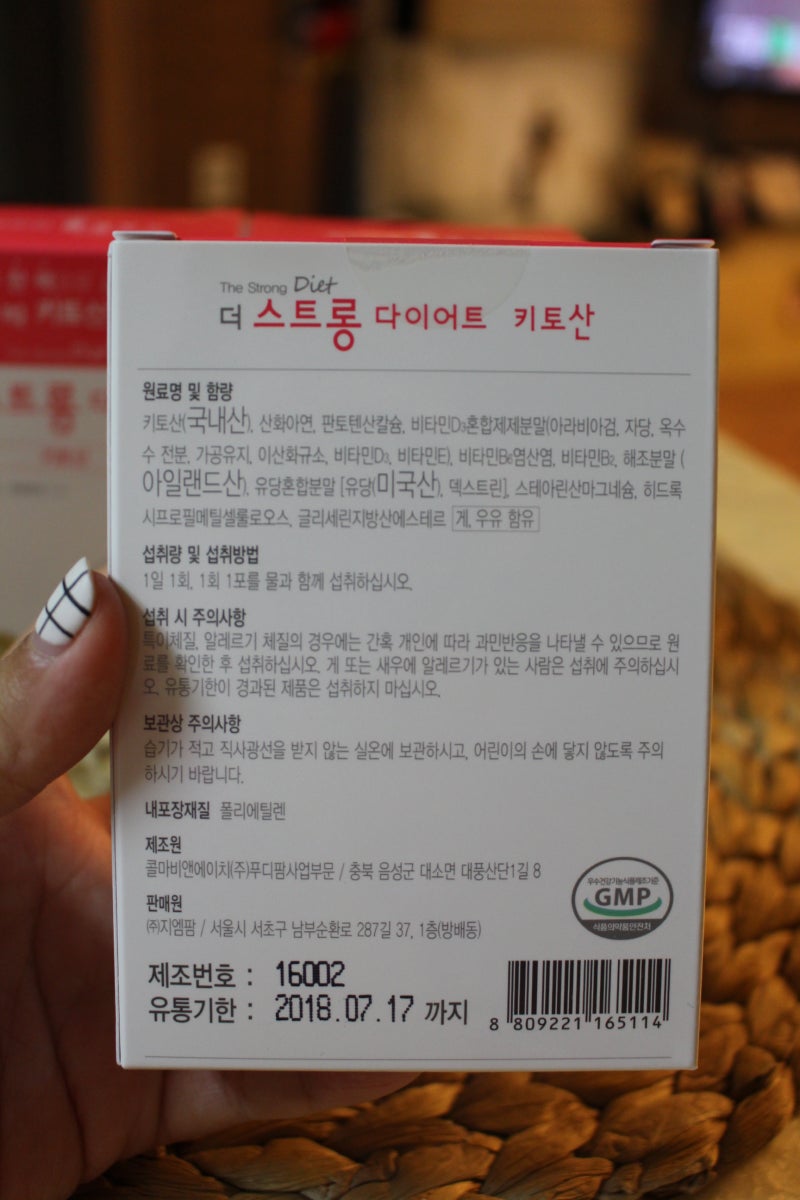 The Strong Diet
더 스트롱 다이어트 키토산
원료명 및 함량
키토산(국내산), 산화아연, 판토텐산칼슘, 비타민D₃혼합제제분말(아라비아검, 자당, 옥수
수 전분, 가공유지, 이산화규소, 비타민D₃, 비타민E), 비타민B₆염산염, 비타민B₂, 해조분말 (
아일랜드산), 유당혼합분말 [유당(미국산), 덱스트린], 스테아린산마그네슘, 히드록
시프로필메틸셀룰로오스, 글리세린지방산에스테르 게, 우유 함유
섭취량 및 섭취방법
1일 1회, 1회 1포를 물과 함께 섭취하십시오.
섭취 시 주의사항
특이체질, 알레르기 체질의 경우에는 간혹 개인에 따라 과민반응을 나타낼 수 있으므로 원
료를 확인한 후 섭취하십시오. 게 또는 새우에 알레르기가 있는 사람은 섭취에 주의하십시
오. 유통기한이 경과된 제품은 섭취하지 마십시오.
보관상 주의사항
습기가 적고 직사광선을 받지 않는 실온에 보관하시고, 어린이의 손에 닿지 않도록 주의
하시기 바랍니다.
내포장재질 폴리에틸렌
제조원
콜마비앤에이치(주)푸디팜사업부문 / 충북 음성군 대소면 대풍산단1길 8
판매원
㈜지엠팜 / 서울시 서초구 남부순환로 287길 37, 1층(방배동)
우수건강기능식품제조기준
GMP
식품의약품안전처
제조번호 : 16002
유통기한 : 2018.07.17 까지
8 809221 165114